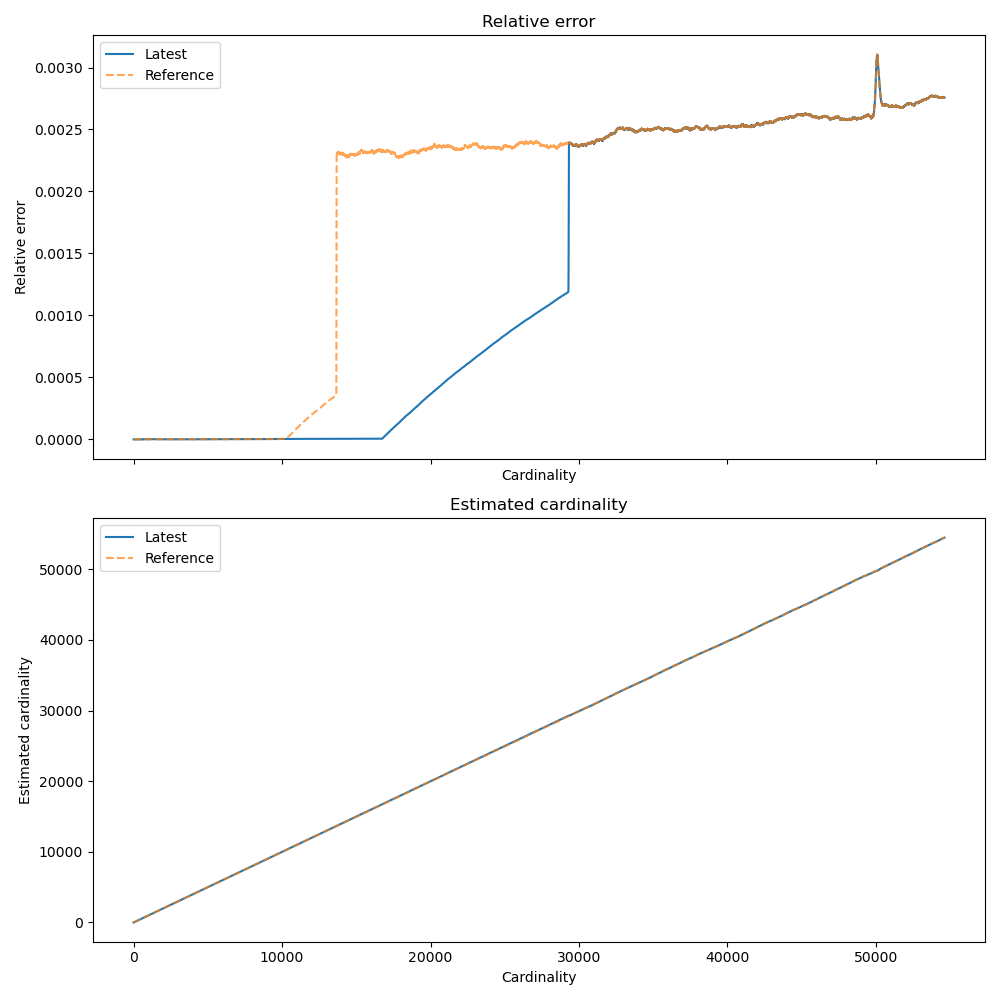 Relative error
Latest
Reference
0.0030
0.0025
0.0020
0.0015
0.0010
0.0005
0.0000
Relative error
Cardinality
Estimated cardinality
Latest
Reference
50000
40000
30000
20000
10000
0
Estimated cardinality
0 10000 20000 30000 40000 50000
Cardinality